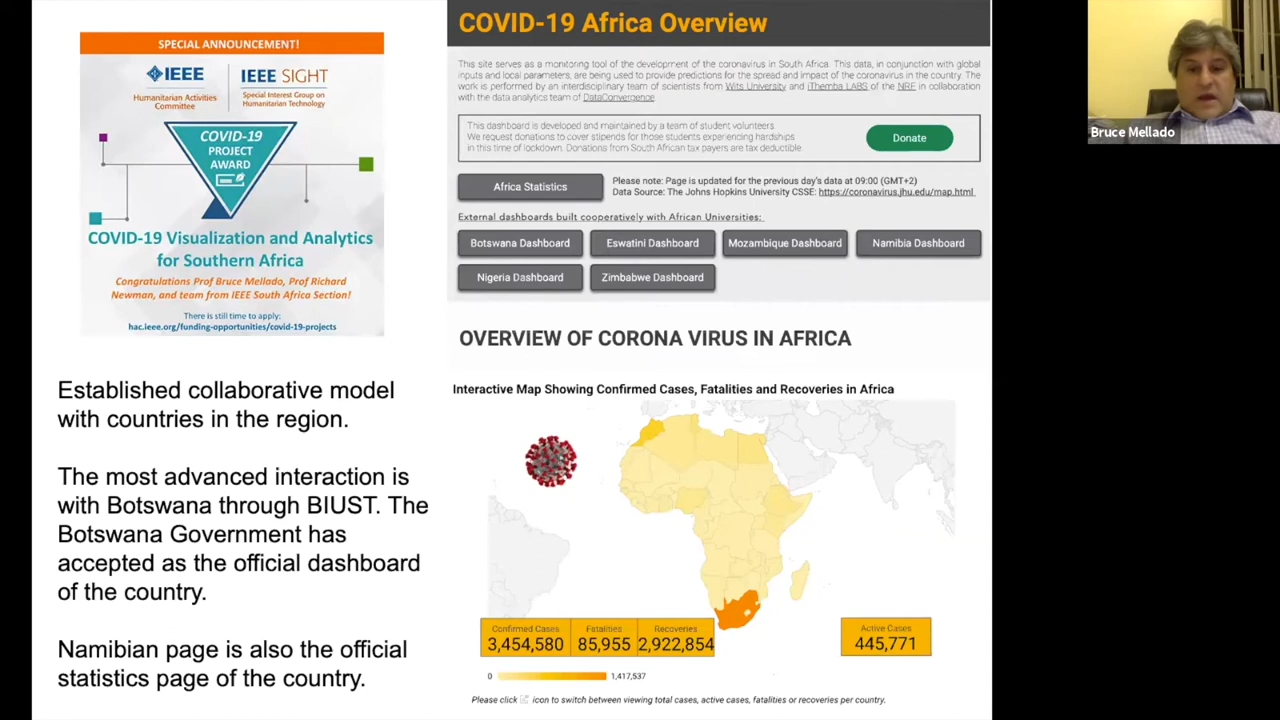 SPECIAL ANNOUNCEMENT!
IEEE
Humanitarian Activities
Committee
IEEE SIGHT
Special Interest Group on
Humanitarian Technology
COVID-19
PROJECT
AWARD
COVID-19 Visualization and Analytics
for Southern Africa
Congratulations Prof Bruce Mellado, Prof Richard
Newman, and team from IEEE South Africa Section!
There is still time to apply:
hac.ieee.org/funding-opportunities/covid-19-projects
Established collaborative model
with countries in the region.
The most advanced interaction is
with Botswana through BIUST. The
Botswana Government has
accepted as the official dashboard
of the country.
Namibian page is also the official
statistics page of the country.
COVID-19 Africa Overview
This site serves as a monitoring tool of the development of the coronavirus in South Africa. This data, in conjunction with global
inputs and local parameters, are being used to provide predictions for the spread and impact of the coronavirus in the country. The
work is performed by an interdisciplinary team of scientists from Wits University and iThemba LABS of the NRF in collaboration
with the data analytics team of DataConvergence.
This dashboard is developed and maintained by a team of student volunteers
We request donations to cover stipends for those students experiencing hardships
in this time of lockdown. Donations from South African tax payers are tax deductible.
Donate
Africa Statistics
Please note: Page is updated for the previous day's data at 09:00 (GMT+2)
Data Source: The Johns Hopkins University CSSE: https://coronavirus.jhu.edu/map.html
External dashboards built cooperatively with African Universities:
Botswana Dashboard
Eswatini Dashboard
Mozambique Dashboard
Namibia Dashboard
Nigeria Dashboard
Zimbabwe Dashboard
OVERVIEW OF CORONA VIRUS IN AFRICA
Interactive Map Showing Confirmed Cases, Fatalities and Recoveries in Africa
Confirmed Cases
3,454,580
Fatalities
85,955
Recoveries
2,922,854
Active Cases
445,771
0
1,417,537
Please click icon to switch between viewing total cases, active cases, fatalities or recoveries per country.
Bruce Mellado